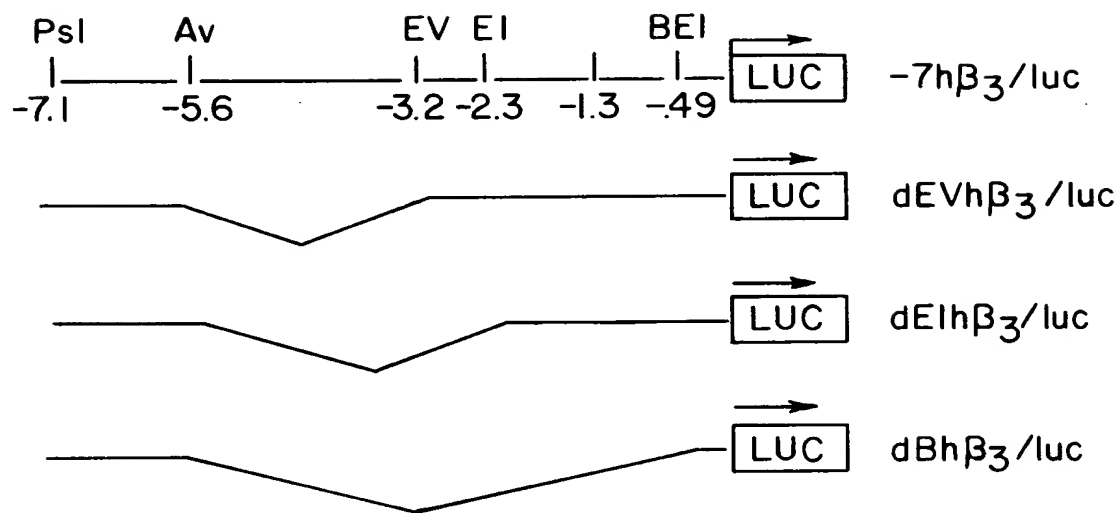 PsI Av EV EI BEI
LUC -7hβ3/luc
-7.1 -5.6 -3.2 -2.3 -1.3 -.49
LUC dEVhβ3/luc
LUC dEIhβ3/luc
LUC dBhβ3/luc